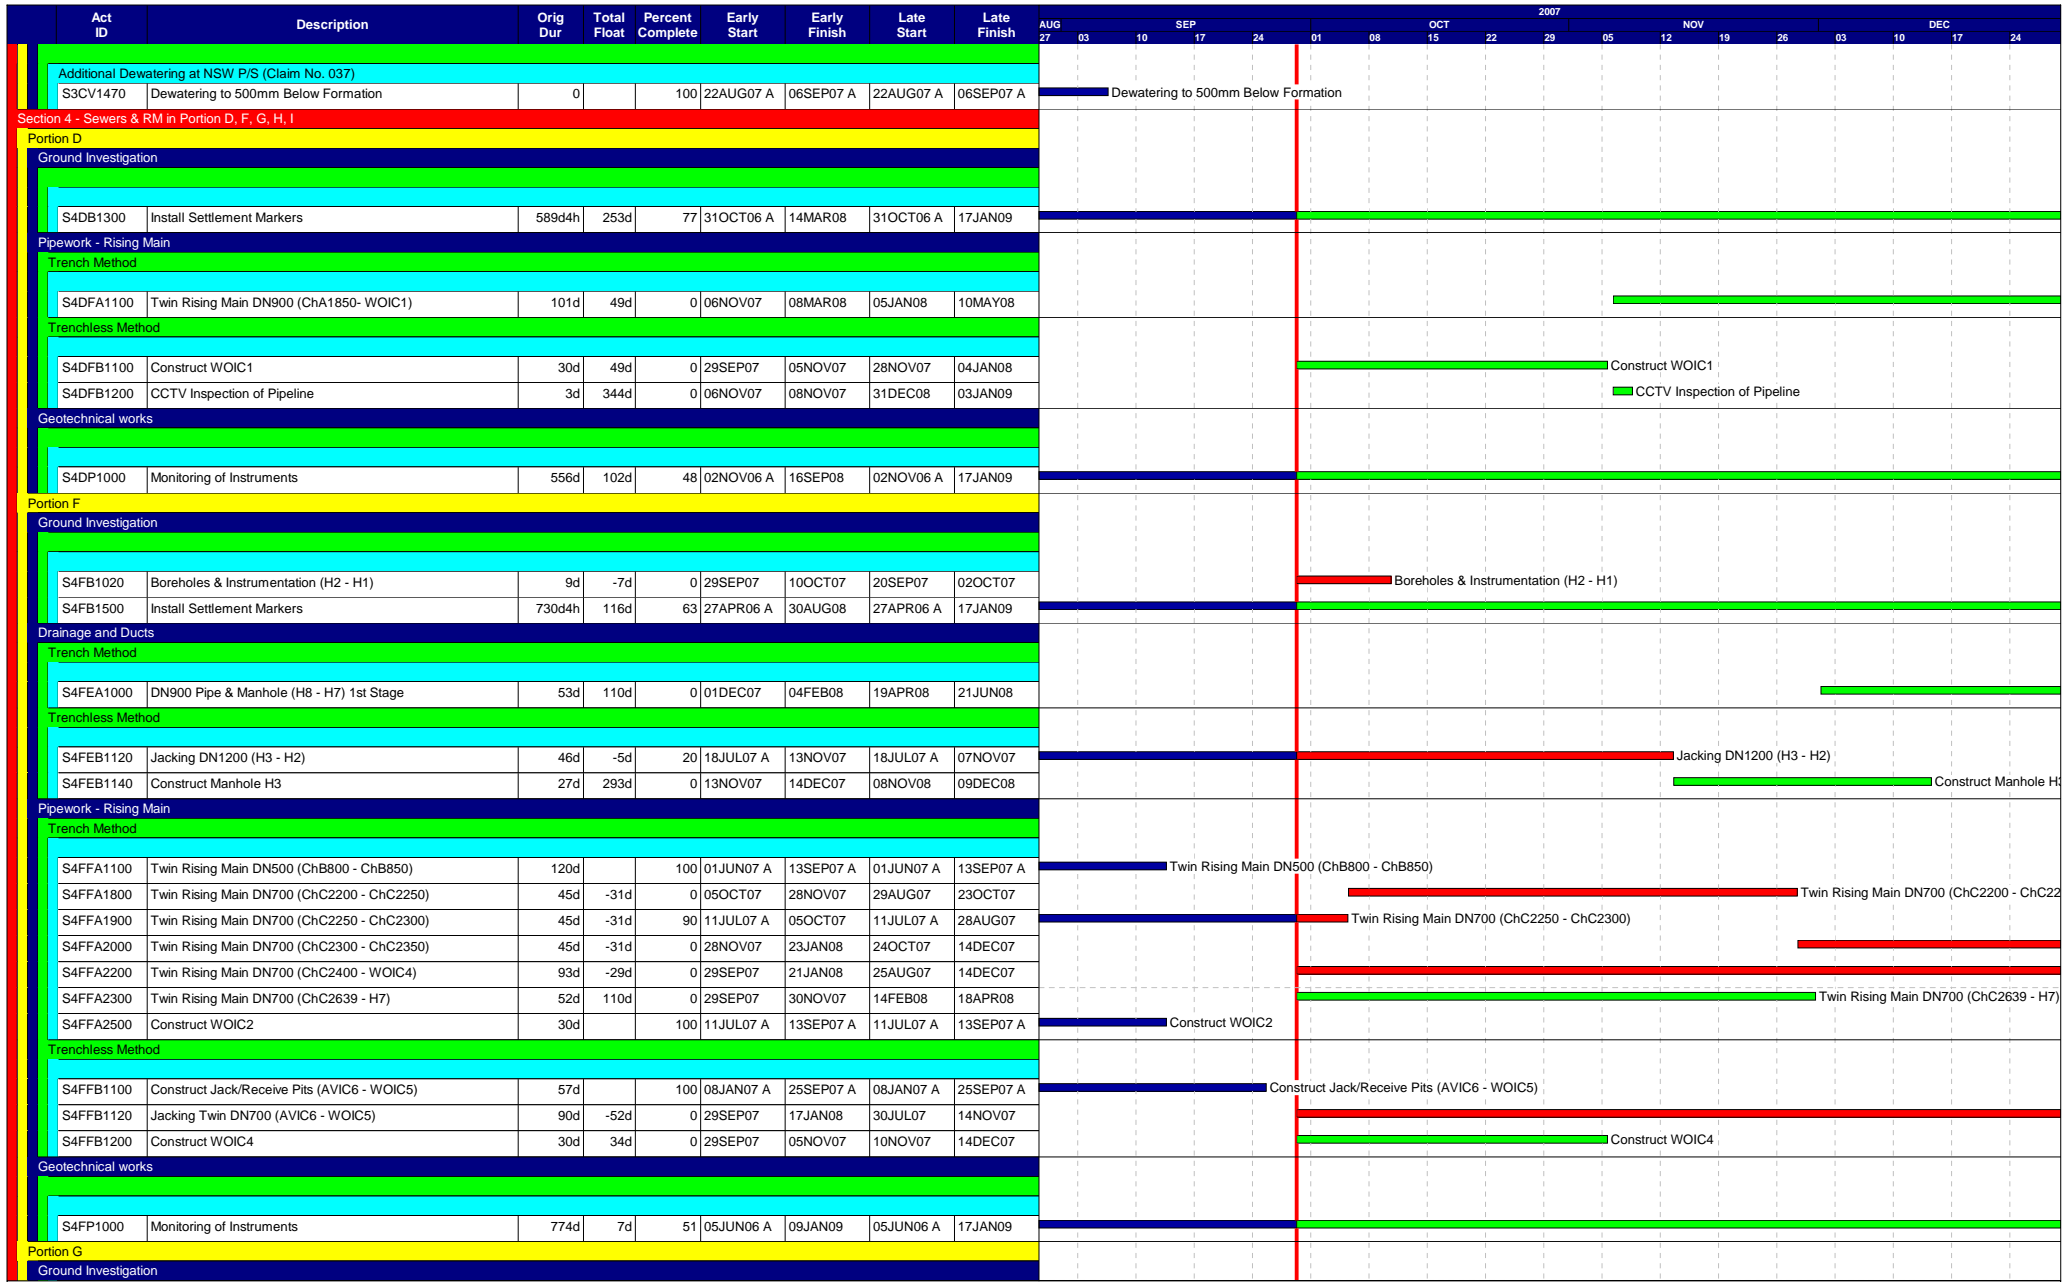 Act ID Description Orig Dur Total Float Percent Complete Early Start Early Finish Late Start Late Finish
2007
AUG SEP OCT NOV DEC
27 03 10 17 24 01 08 15 22 29 05 12 19 26 03 10 17 24
Additional Dewatering at NSW P/S (Claim No. 037)
S3CV1470 Dewatering to 500mm Below Formation 0 100 22AUG07 A 06SEP07 A 22AUG07 A 06SEP07 A Dewatering to 500mm Below Formation
Section 4 - Sewers & RM in Portion D, F, G, H, I
Portion D
Ground Investigation
S4DB1300 Install Settlement Markers 589d4h 253d 77 31OCT06 A 14MAR08 31OCT06 A 17JAN09
Pipework - Rising Main
Trench Method
S4DFA1100 Twin Rising Main DN900 (ChA1850- WOIC1) 101d 49d 0 06NOV07 08MAR08 05JAN08 10MAY08
Trenchless Method
S4DFB1100 Construct WOIC1 30d 49d 0 29SEP07 05NOV07 28NOV07 04JAN08 Construct WOIC1
S4DFB1200 CCTV Inspection of Pipeline 3d 344d 0 06NOV07 08NOV07 31DEC08 03JAN09 CCTV Inspection of Pipeline
Geotechnical works
S4DP1000 Monitoring of Instruments 556d 102d 48 02NOV06 A 16SEP08 02NOV06 A 17JAN09
Portion F
Ground Investigation
S4FB1020 Boreholes & Instrumentation (H2 - H1) 9d -7d 0 29SEP07 10OCT07 20SEP07 02OCT07 Boreholes & Instrumentation (H2 - H1)
S4FB1500 Install Settlement Markers 730d4h 116d 63 27APR06 A 30AUG08 27APR06 A 17JAN09
Drainage and Ducts
Trench Method
S4FEA1000 DN900 Pipe & Manhole (H8 - H7) 1st Stage 53d 110d 0 01DEC07 04FEB08 19APR08 21JUN08
Trenchless Method
S4FEB1120 Jacking DN1200 (H3 - H2) 46d -5d 20 18JUL07 A 13NOV07 18JUL07 A 07NOV07 Jacking DN1200 (H3 - H2)
S4FEB1140 Construct Manhole H3 27d 293d 0 13NOV07 14DEC07 08NOV08 09DEC08 Construct Manhole H3
Pipework - Rising Main
Trench Method
S4FFA1100 Twin Rising Main DN500 (ChB800 - ChB850) 120d 100 01JUN07 A 13SEP07 A 01JUN07 A 13SEP07 A Twin Rising Main DN500 (ChB800 - ChB850)
S4FFA1800 Twin Rising Main DN700 (ChC2200 - ChC2250) 45d -31d 0 05OCT07 28NOV07 29AUG07 23OCT07 Twin Rising Main DN700 (ChC2200 - ChC22
S4FFA1900 Twin Rising Main DN700 (ChC2250 - ChC2300) 45d -31d 90 11JUL07 A 05OCT07 11JUL07 A 28AUG07 Twin Rising Main DN700 (ChC2250 - ChC2300)
S4FFA2000 Twin Rising Main DN700 (ChC2300 - ChC2350) 45d -31d 0 28NOV07 23JAN08 24OCT07 14DEC07
S4FFA2200 Twin Rising Main DN700 (ChC2400 - WOIC4) 93d -29d 0 29SEP07 21JAN08 25AUG07 14DEC07
S4FFA2300 Twin Rising Main DN700 (ChC2639 - H7) 52d 110d 0 29SEP07 30NOV07 14FEB08 18APR08 Twin Rising Main DN700 (ChC2639 - H7)
S4FFA2500 Construct WOIC2 30d 100 11JUL07 A 13SEP07 A 11JUL07 A 13SEP07 A Construct WOIC2
Trenchless Method
S4FFB1100 Construct Jack/Receive Pits (AVIC6 - WOIC5) 57d 100 08JAN07 A 25SEP07 A 08JAN07 A 25SEP07 A Construct Jack/Receive Pits (AVIC6 - WOIC5)
S4FFB1120 Jacking Twin DN700 (AVIC6 - WOIC5) 90d -52d 0 29SEP07 17JAN08 30JUL07 14NOV07
S4FFB1200 Construct WOIC4 30d 34d 0 29SEP07 05NOV07 10NOV07 14DEC07 Construct WOIC4
Geotechnical works
S4FP1000 Monitoring of Instruments 774d 7d 51 05JUN06 A 09JAN09 05JUN06 A 17JAN09
Portion G
Ground Investigation